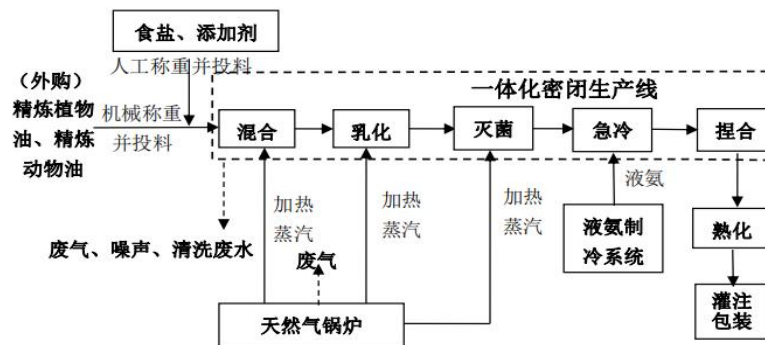 食盐、添加剂
人工称重并投料
（外购）
精炼植物
油、精炼
动物油
机械称重
并投料
一体化密闭生产线
混合
乳化
灭菌
急冷
捏合
加热
蒸汽
加热
蒸汽
加热
蒸汽
液氨
废气、噪声、清洗废水
废气
液氨制
冷系统
熟化
天然气锅炉
灌注
包装